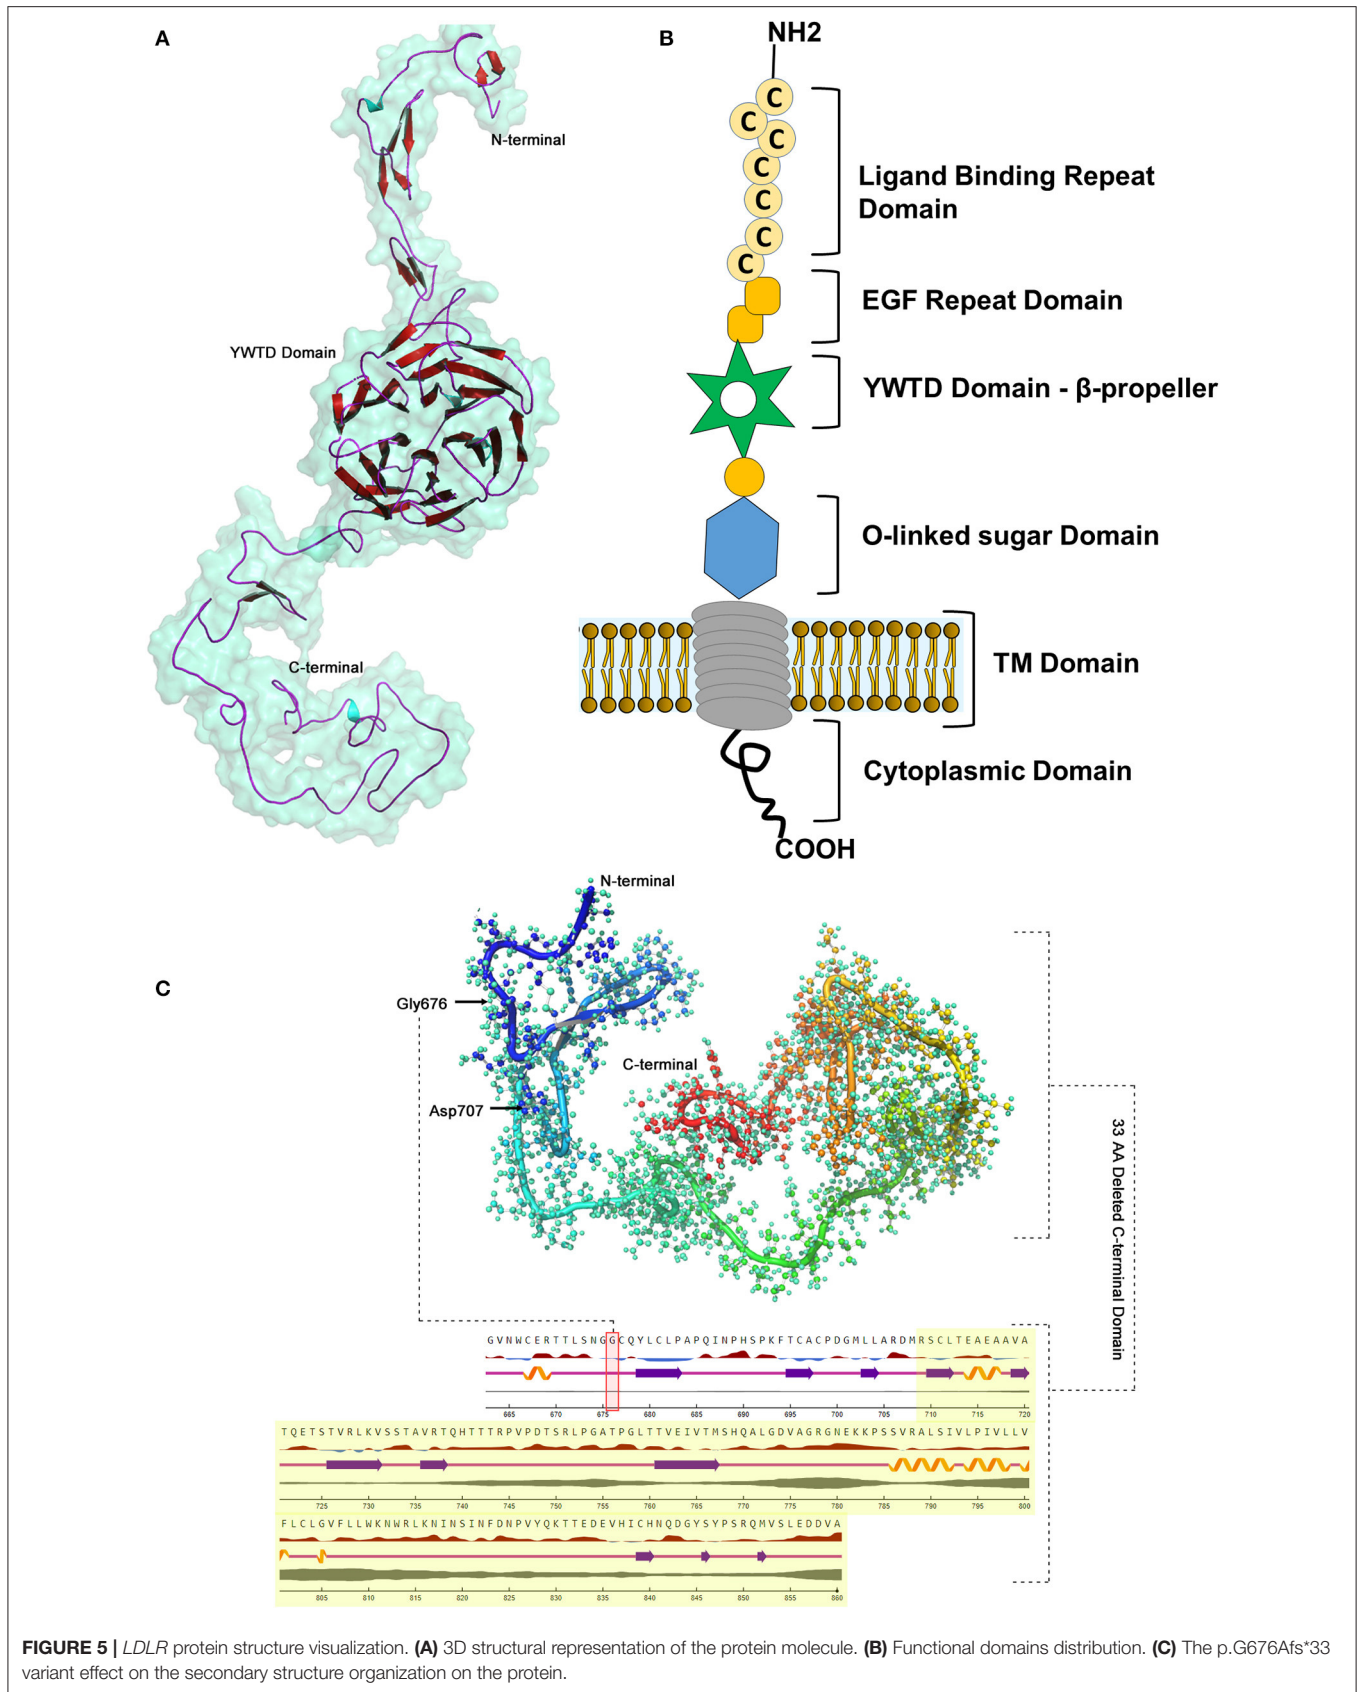 A
N-terminal
YWTD Domain
C-terminal
B
NH2
C
C
C
C
C
C
C
Ligand Binding Repeat
Domain
EGF Repeat Domain
YWTD Domain - β-propeller
O-linked sugar Domain
TM Domain
Cytoplasmic Domain
COOH
C
N-terminal
Gly676
C-terminal
Asp707
33 AA Deleted C-terminal Domain
GVNWCERTTLSNGGCQYLCLPAPQINPHSPKFTCACPDGMLLARDMRSCLTEAEAAVA
665 670 675 680 685 690 695 700 705 710 715 720
TQETSTVRLKVSSTAVRTQHTTTRPVPDTSRLPGATPGLTTVEIVTMSHQALGDVAGRGNEKKPSSVRALSIVLPIVLLV
725 730 735 740 745 750 755 760 765 770 775 780 785 790 795 800
FLCLGVFLLWKNWRLKNINSINFDNPVYQKTTEDEVHICHNQDGYSYPSRQMVSLEDDVA
805 810 815 820 825 830 835 840 845 850 855 860
FIGURE 5 | LDLR protein structure visualization. (A) 3D structural representation of the protein molecule. (B) Functional domains distribution. (C) The p.G676Afs*33
variant effect on the secondary structure organization on the protein.